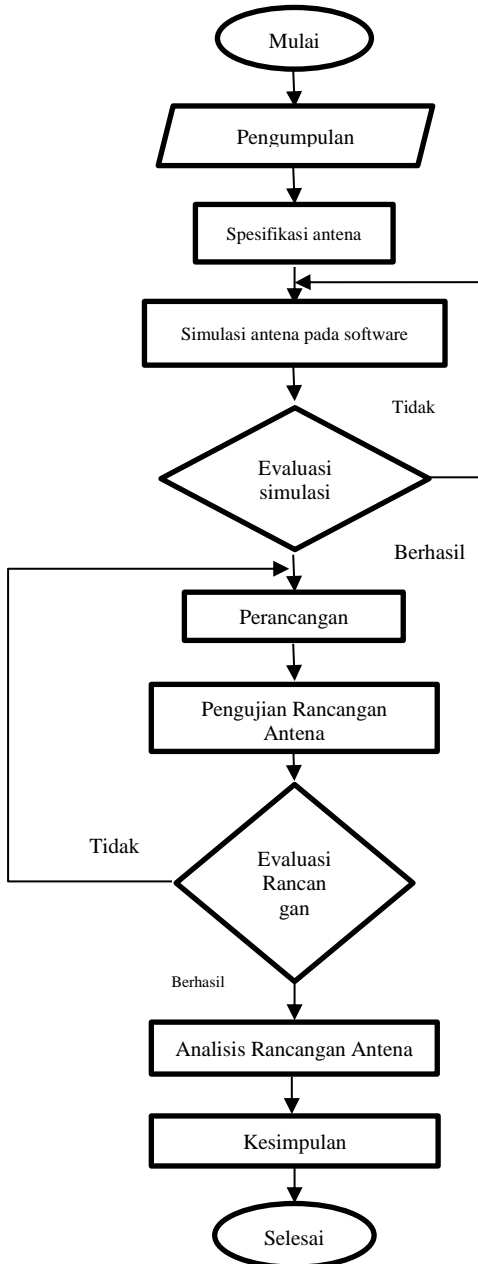 Mulai
Pengumpulan
Spesifikasi antena
Simulasi antena pada software
Tidak
Evaluasi
simulasi
Berhasil
Perancangan
Pengujian Rancangan
Antena
Tidak
Evaluasi
Rancan
gan
Berhasil
Analisis Rancangan Antena
Kesimpulan
Selesai